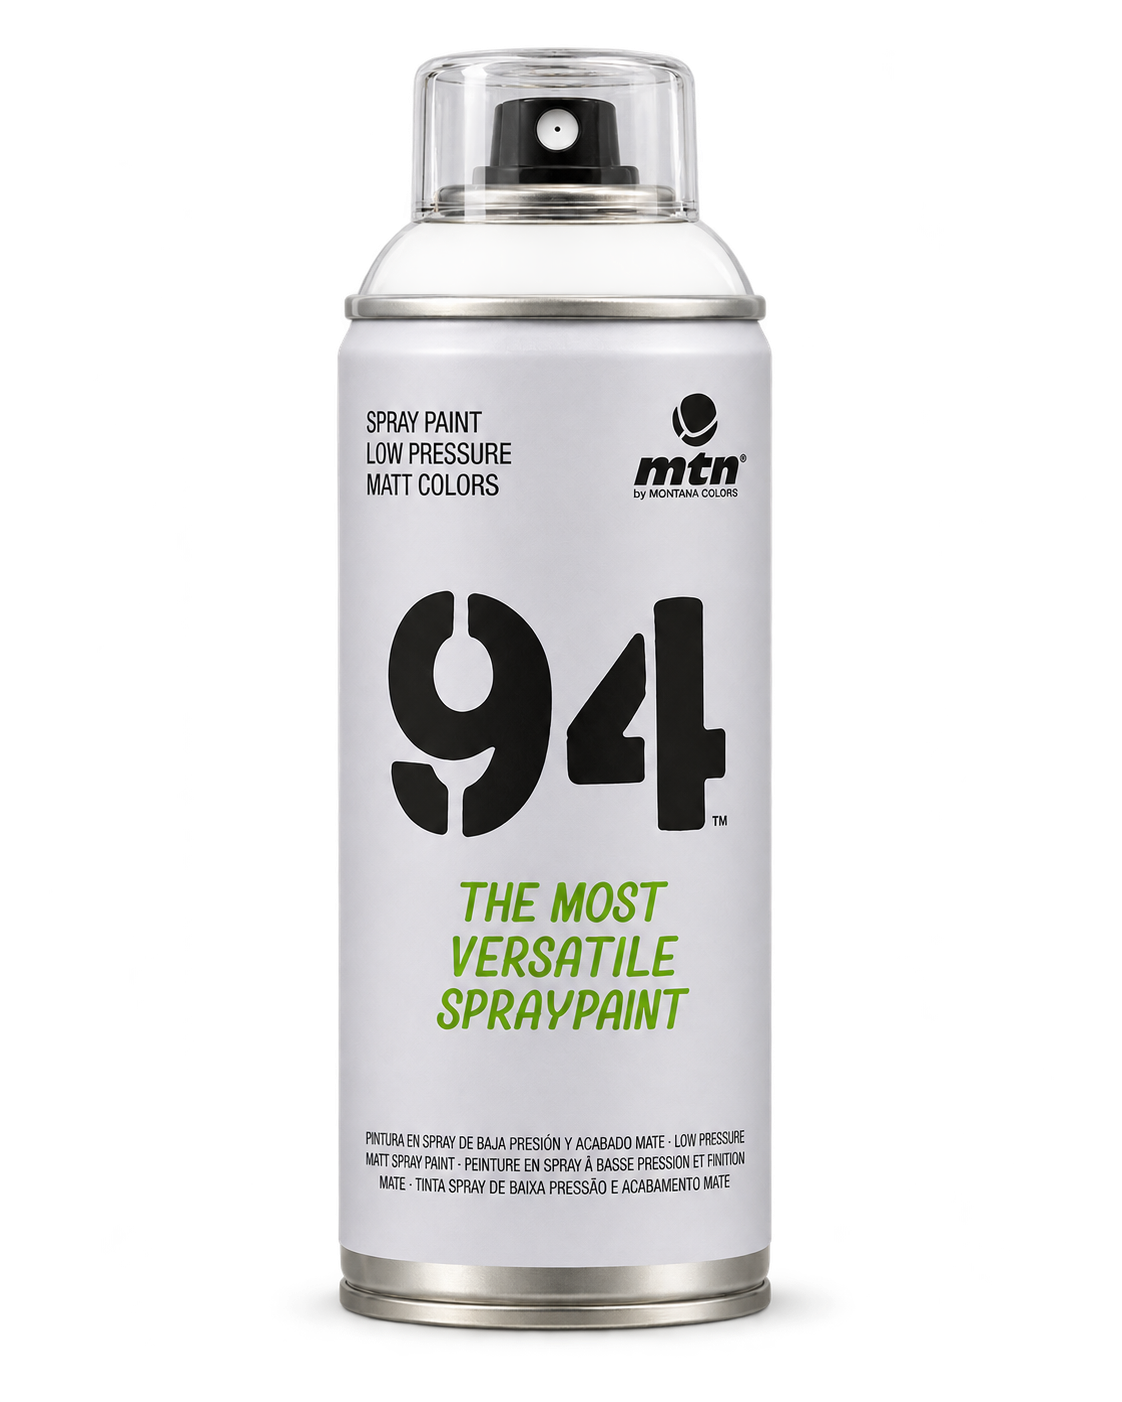 SPRAY PAINT
LOW PRESSURE
MATT COLORS
mtn®
by MONTANA COLORS
94™
THE MOST
VERSATILE
SPRAYPAINT
PINTURA EN SPRAY DE BAJA PRESIÓN Y ACABADO MATE · LOW PRESSURE
MATT SPRAY PAINT · PEINTURE EN SPRAY Â BASSE PRESSION ET FINITION
MATE · TINTA SPRAY DE BAIXA PRESSÃO E ACABAMENTO MATE